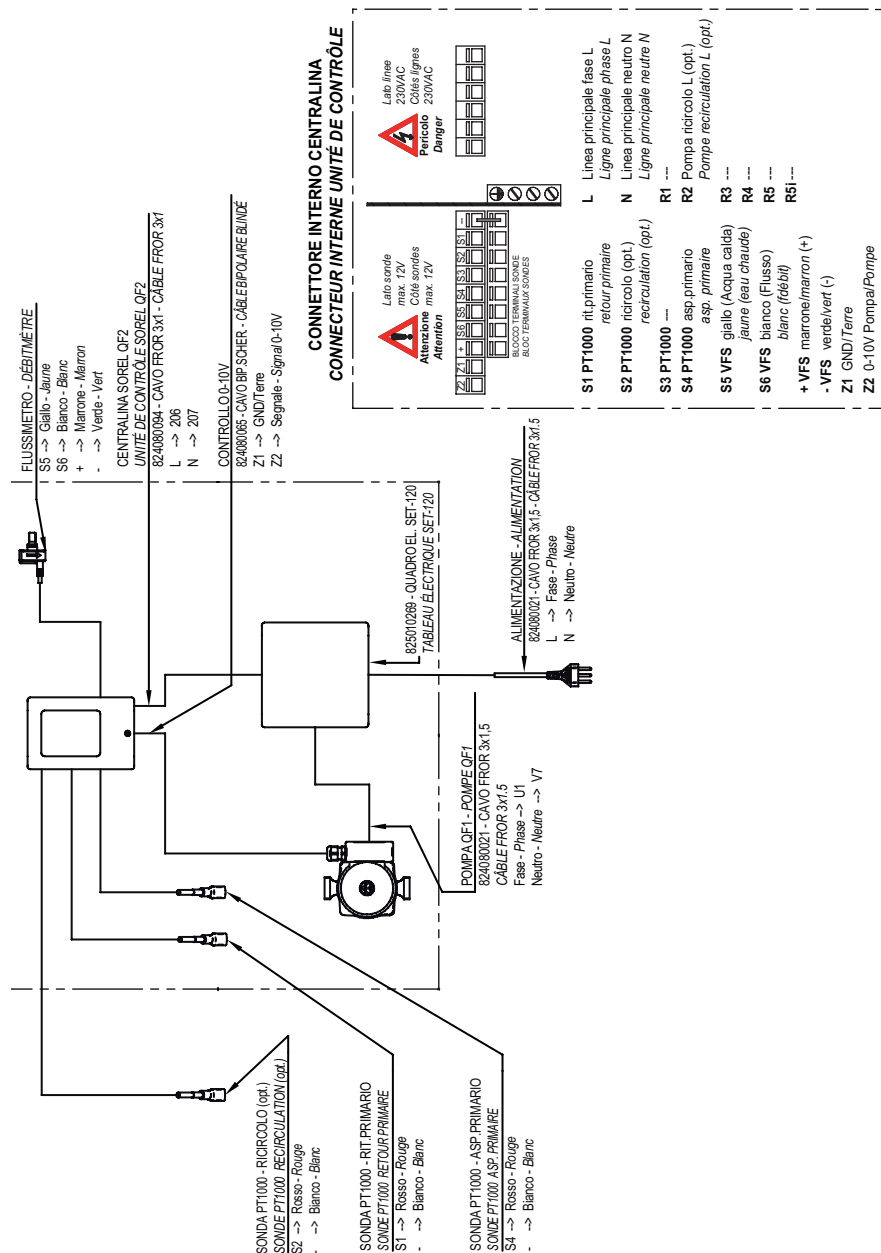 FLUSSIMETRO - DÉBITMÈTRE
S5 --> Giallo - Jaune
S6 --> Bianco - Blanc
+ --> Marrone - Marron
- --> Verde - Vert
CENTRALINA SOREL QF2
UNITÉ DE CONTRÔLE SOREL QF2
824080094 - CAVO FROR 3x1 - CÂBLE FROR 3x1
L --> 206
N --> 207
CONTROLLO 0-10V
824080065 - CAVO BIP SCHER. - CÂBLE BIPOLAIRE BLINDÉ
Z1 --> GND/Terre
Z2 --> Segnale - Signal 0-10V
825010269 - QUADRO EL. SET-120
TABLEAU ÉLECTRIQUE SET-120
ALIMENTAZIONE - ALIMENTATION
824080021 - CAVO FROR 3x1,5 - CÂBLE FROR 3x1.5
L --> Fase - Phase
N --> Neutro - Neutre
POMPA QF1 - POMPE QF1
824080021 - CAVO FROR 3x1,5
CÂBLE FROR 3x1.5
Fase - Phase --> U1
Neutro - Neutre --> V7
SONDA PT1000 - RICIRCOLO (opt.)
SONDE PT1000 RECIRCULATION (opt.)
S2 --> Rosso - Rouge
- --> Bianco - Blanc
SONDA PT1000 - RIT.PRIMARIO
SONDE PT1000 RETOUR PRIMAIRE
S1 --> Rosso - Rouge
- --> Bianco - Blanc
SONDA PT1000 - ASP.PRIMARIO
SONDE PT1000 ASP. PRIMAIRE
S4 --> Rosso - Rouge
- --> Bianco - Blanc
CONNETTORE INTERNO CENTRALINA
CONNECTEUR INTERNE UNITÉ DE CONTRÔLE
Lato sonde
max. 12V
Côté sondes
max. 12V
Attenzione
Attention
Lato linee
230VAC
Côtés lignes
230VAC
Pericolo
Danger
Z2 Z1 + - S6 S5 S4 S3 S2 S1 -
BLOCCO TERMINALI SONDE
BLOC TERMINAUX SONDES
S1 PT1000 rit.primario
retour primaire
S2 PT1000 ricircolo (opt.)
recirculation (opt.)
S3 PT1000 ---
S4 PT1000 asp.primario
asp. primaire
S5 VFS giallo (Acqua calda)
jaune (eau chaude)
S6 VFS bianco (Flusso)
blanc (fdébit)
+ VFS marrone/marron (+)
- VFS verde/vert (-)
Z1 GND/Terre
Z2 0-10V Pompa/Pompe
L Linea principale fase L
Ligne principale phase L
N Linea principale neutro N
Ligne principale neutre N
R1 ---
R2 Pompa ricircolo L (opt.)
Pompe recirculation L (opt.)
R3 ---
R4 ---
R5 ---
R5i ---